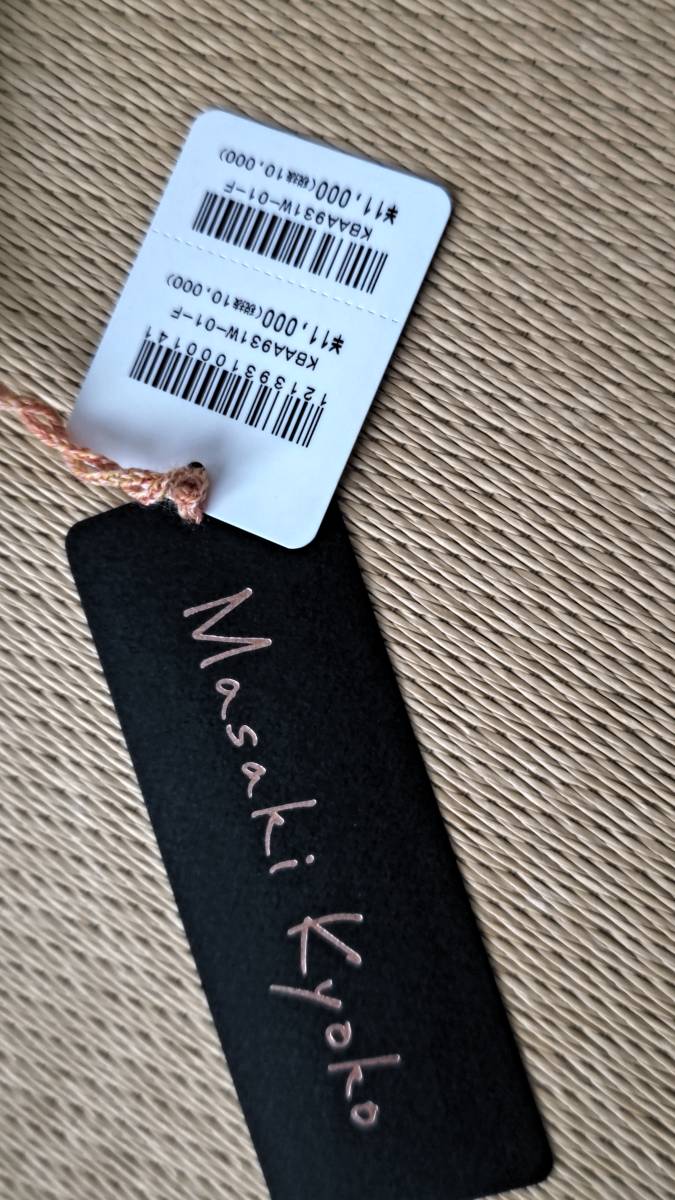 1213931000141
KBAA931W-01-F
¥11,000(税抜10,000)
KBAA931W-01-F
¥11,000(税抜10,000)
Masaki Kyoko